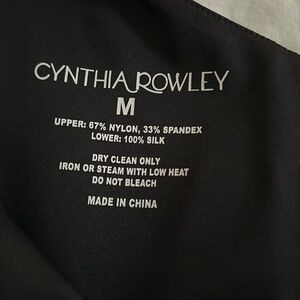 CYNTHIA ROWLEY
M
UPPER: 67% NYLON, 33% SPANDEX
LOWER: 100% SILK
DRY CLEAN ONLY
IRON OR STEAM WITH LOW HEAT
DO NOT BLEACH
MADE IN CHINA